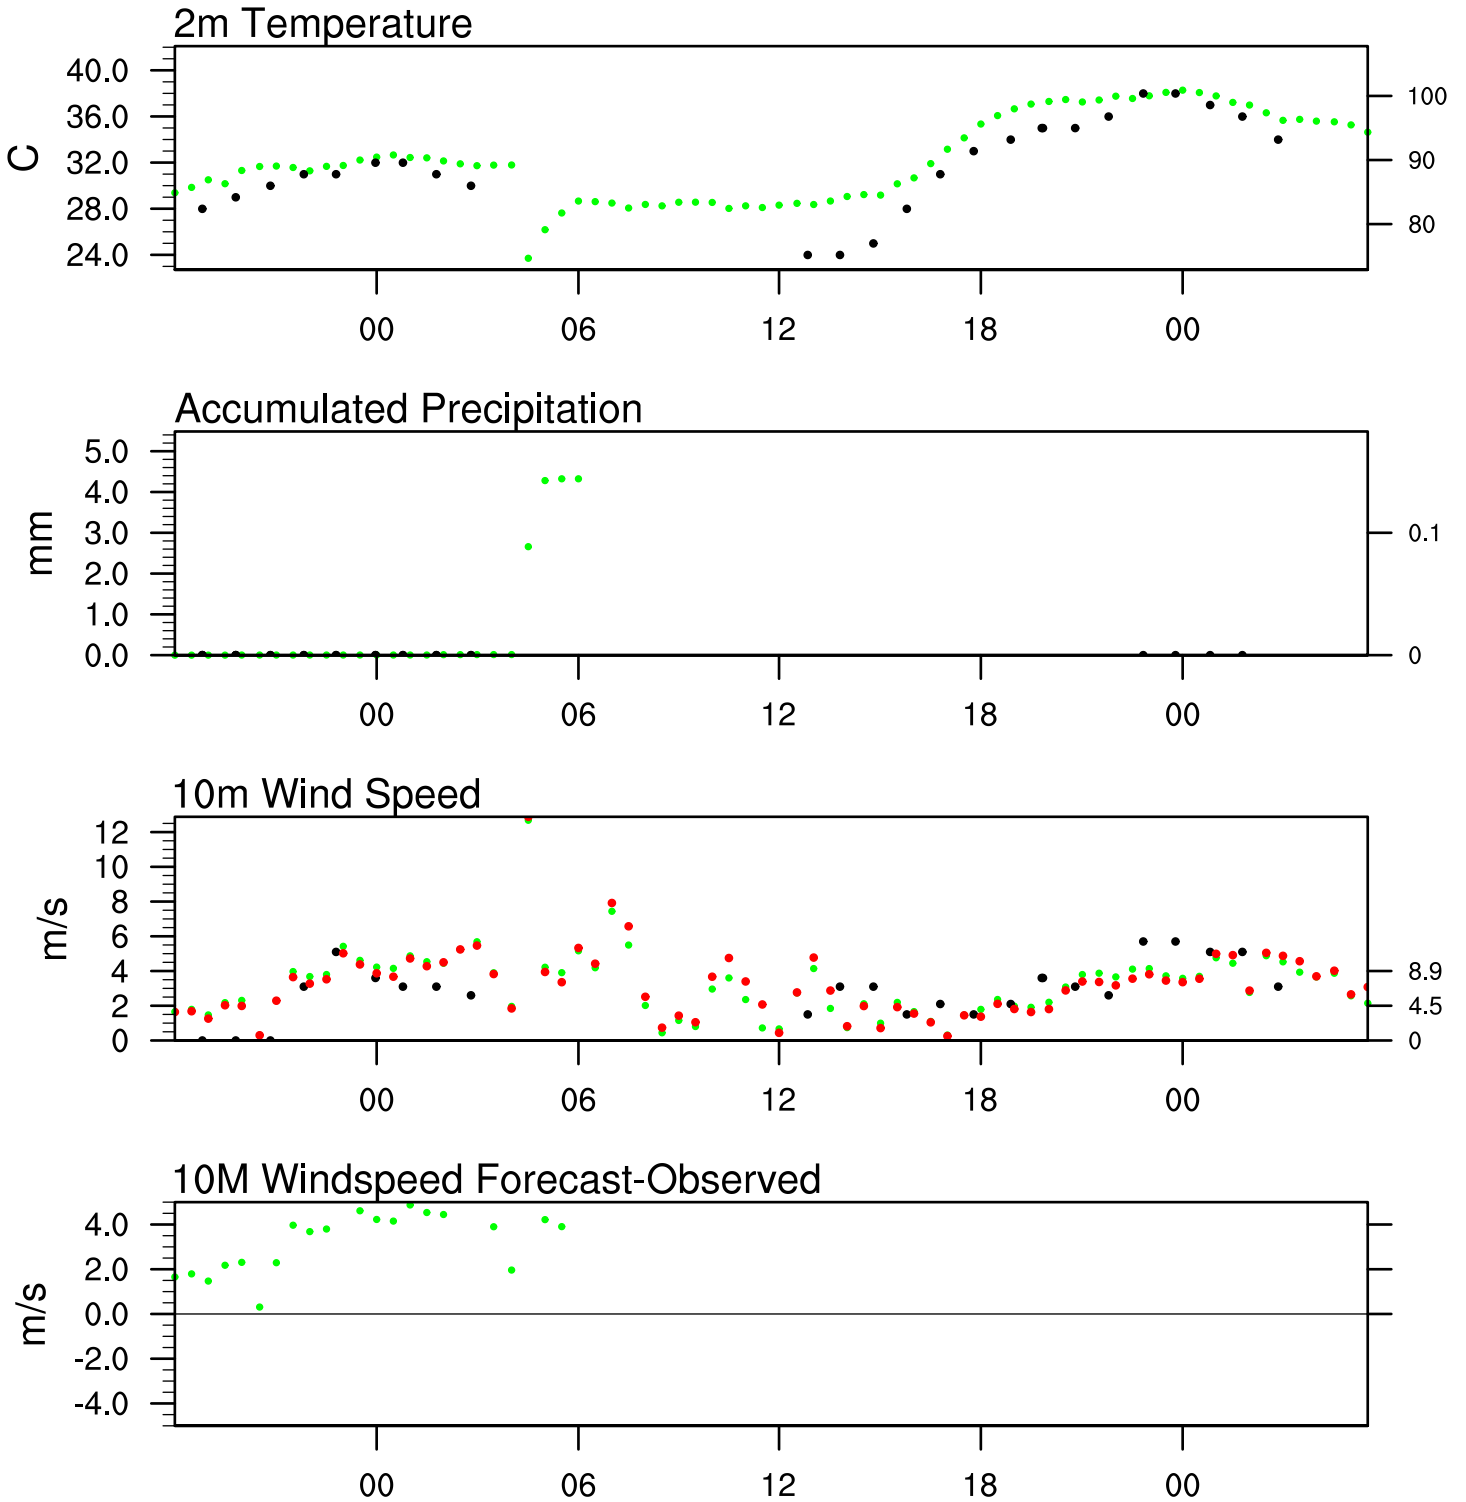 2m Temperature
40.0
36.0
32.0
28.0
24.0
C
100
90
80
00 06 12 18 00
Accumulated Precipitation
5.0
4.0
3.0
2.0
1.0
0.0
mm
0.1
0
00 06 12 18 00
10m Wind Speed
12
10
8
6
4
2
0
m/s
8.9
4.5
0
00 06 12 18 00
10M Windspeed Forecast-Observed
4.0
2.0
0.0
-2.0
-4.0
m/s
00 06 12 18 00